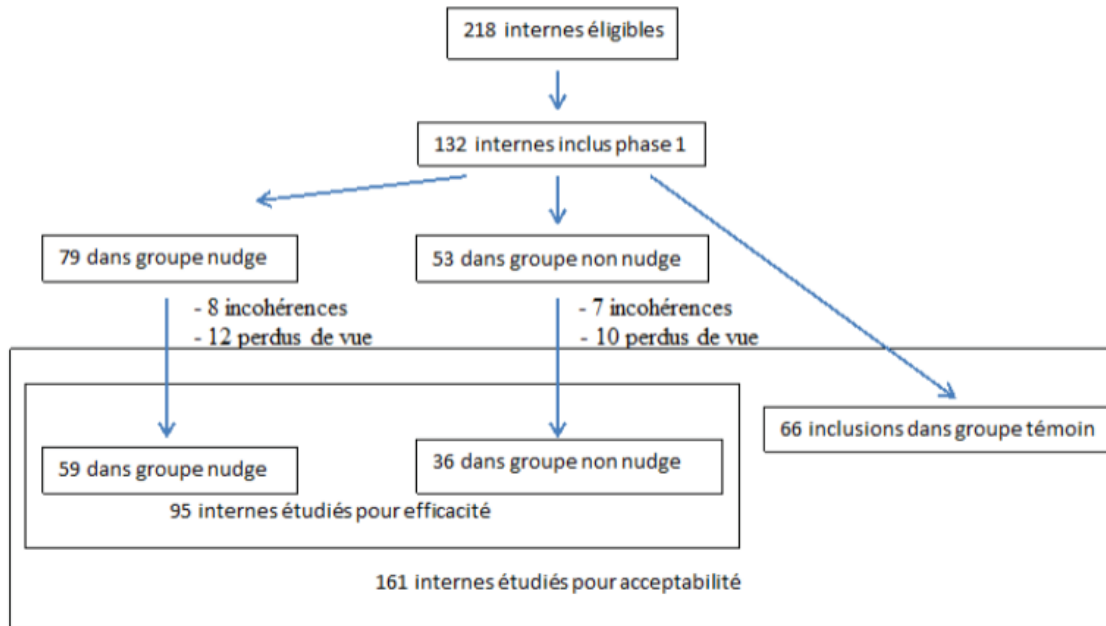 218 internes éligibles
132 internes inclus phase 1
79 dans groupe nudge
53 dans groupe non nudge
- 8 incohérences
- 12 perdus de vue
- 7 incohérences
- 10 perdus de vue
66 inclusions dans groupe témoin
59 dans groupe nudge
36 dans groupe non nudge
95 internes étudiés pour efficacité
161 internes étudiés pour acceptabilité